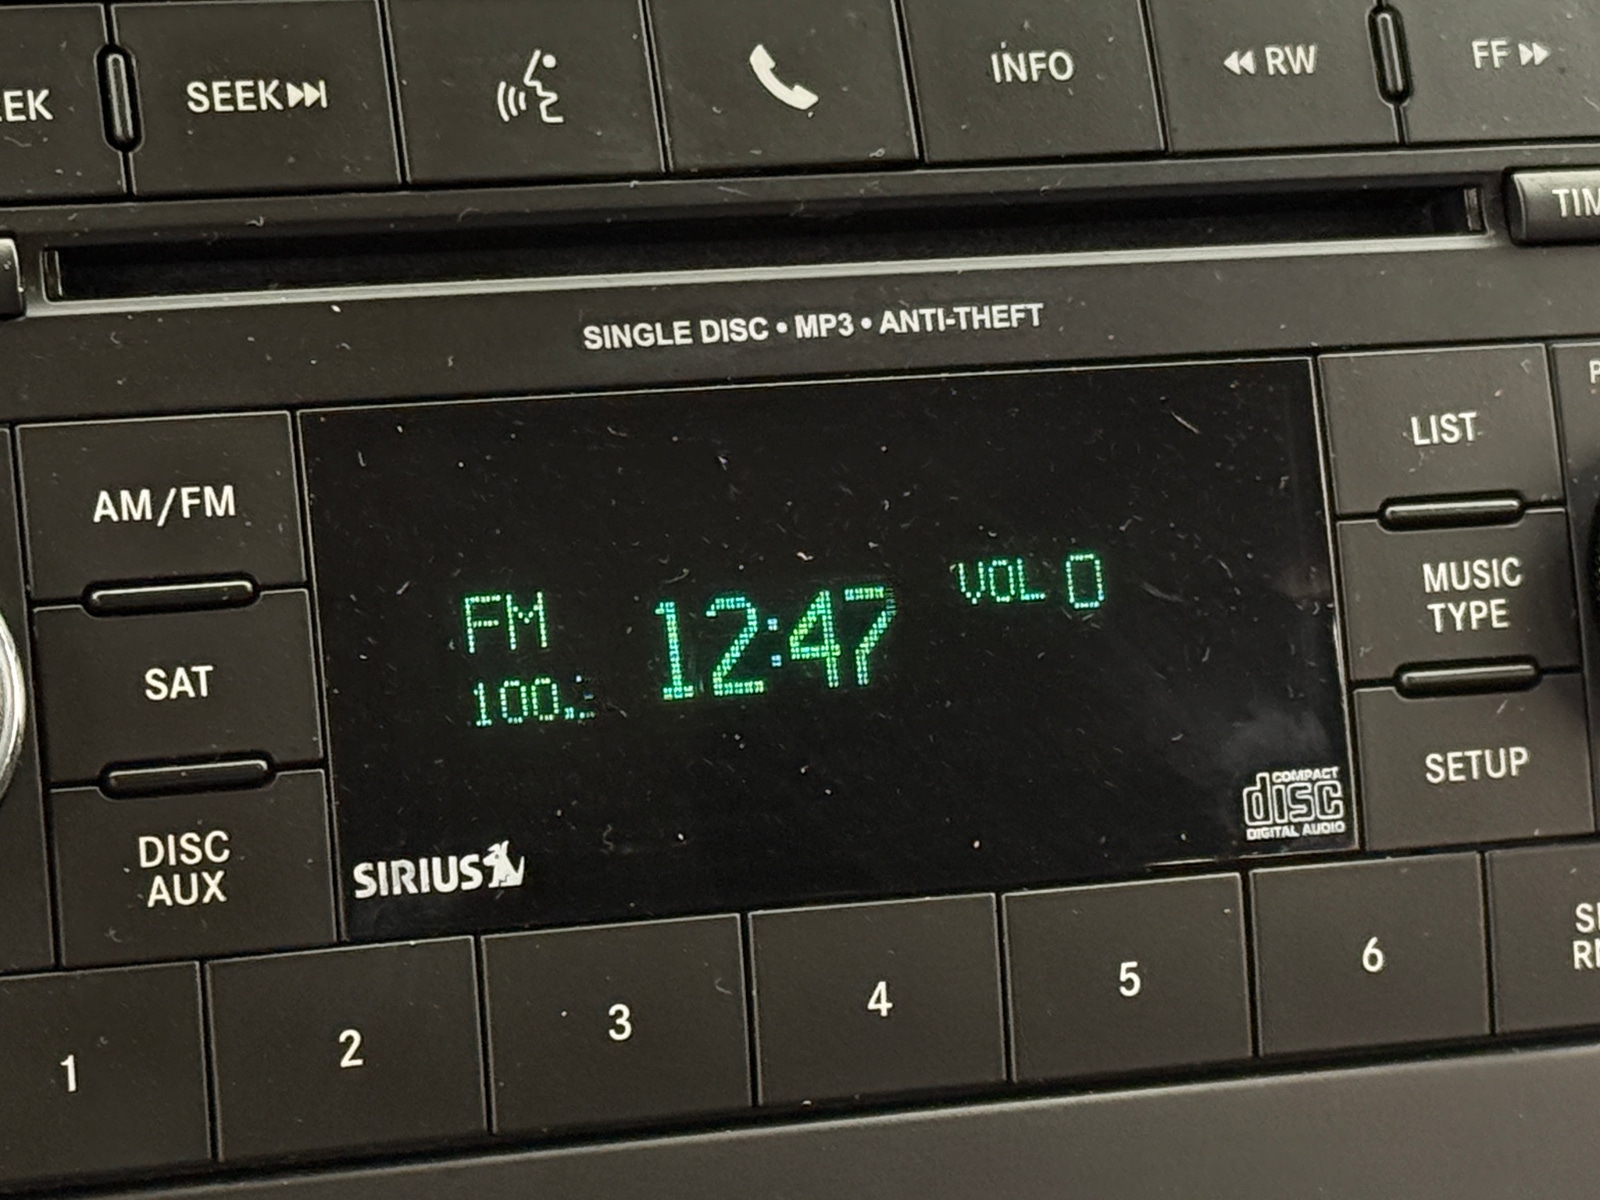 SEEK
INFO
RW
FF
SINGLE DISC • MP3 • ANTI-THEFT
AM/FM
SAT
DISC
AUX
FM
12:47
VOL 0
LIST
MUSIC
TYPE
SETUP
SIRIUS
COMPACT
disc
DIGITAL AUDIO
1
2
3
4
5
6